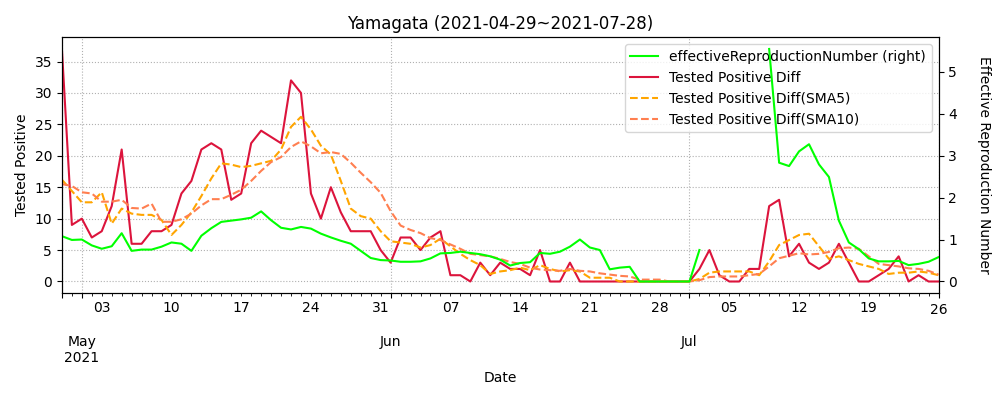 Yamagata (2021-04-29~2021-07-28)
effectiveReproductionNumber (right)
Tested Positive Diff
Tested Positive Diff(SMA5)
Tested Positive Diff(SMA10)
Tested Positive
35
30
25
20
15
10
5
0
Effective Reproduction Number
5
4
3
2
1
0
03 10 17 24 31 07 14 21 28 05 12 19 26
May Jun Jul
2021
Date